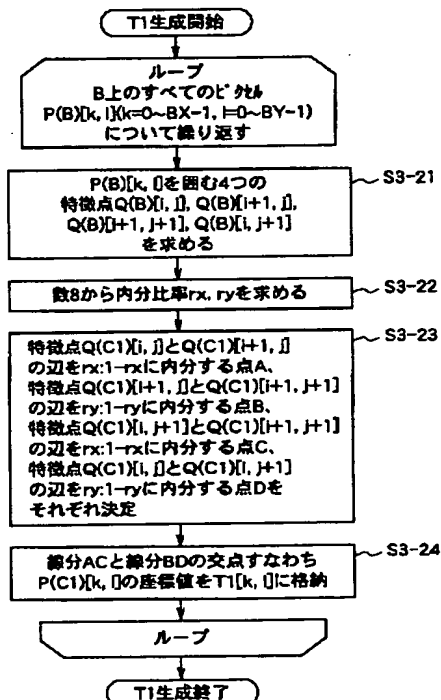 T1生成開始
ループ
B上のすべてのピクセル
P(B)[k, l](k=0~BX-1, l=0~BY-1)
について繰り返す
P(B)[k, l]を囲む4つの
特徴点Q(B)[i, j], Q(B)[i+1, j],
Q(B)[i+1, j+1], Q(B)[i, j+1]
を求める
S3-21
数8から内分比率rx, ryを求める
S3-22
S3-23
特徴点Q(C1)[i, j]とQ(C1)[i+1, j]
の辺をrx:1-rxに内分する点A、
特徴点Q(C1)[i+1, j]とQ(C1)[i+1, j+1]
の辺をry:1-ryに内分する点B、
特徴点Q(C1)[i, j+1]とQ(C1)[i+1, j+1]
の辺をrx:1-rxに内分する点C、
特徴点Q(C1)[i, j]とQ(C1)[i, j+1]
の辺をry:1-ryに内分する点Dを
それぞれ決定
線分ACと線分BDの交点すなわち
P(C1)[k, l]の座標値をT1[k, l]に格納
S3-24
ループ
T1生成終了